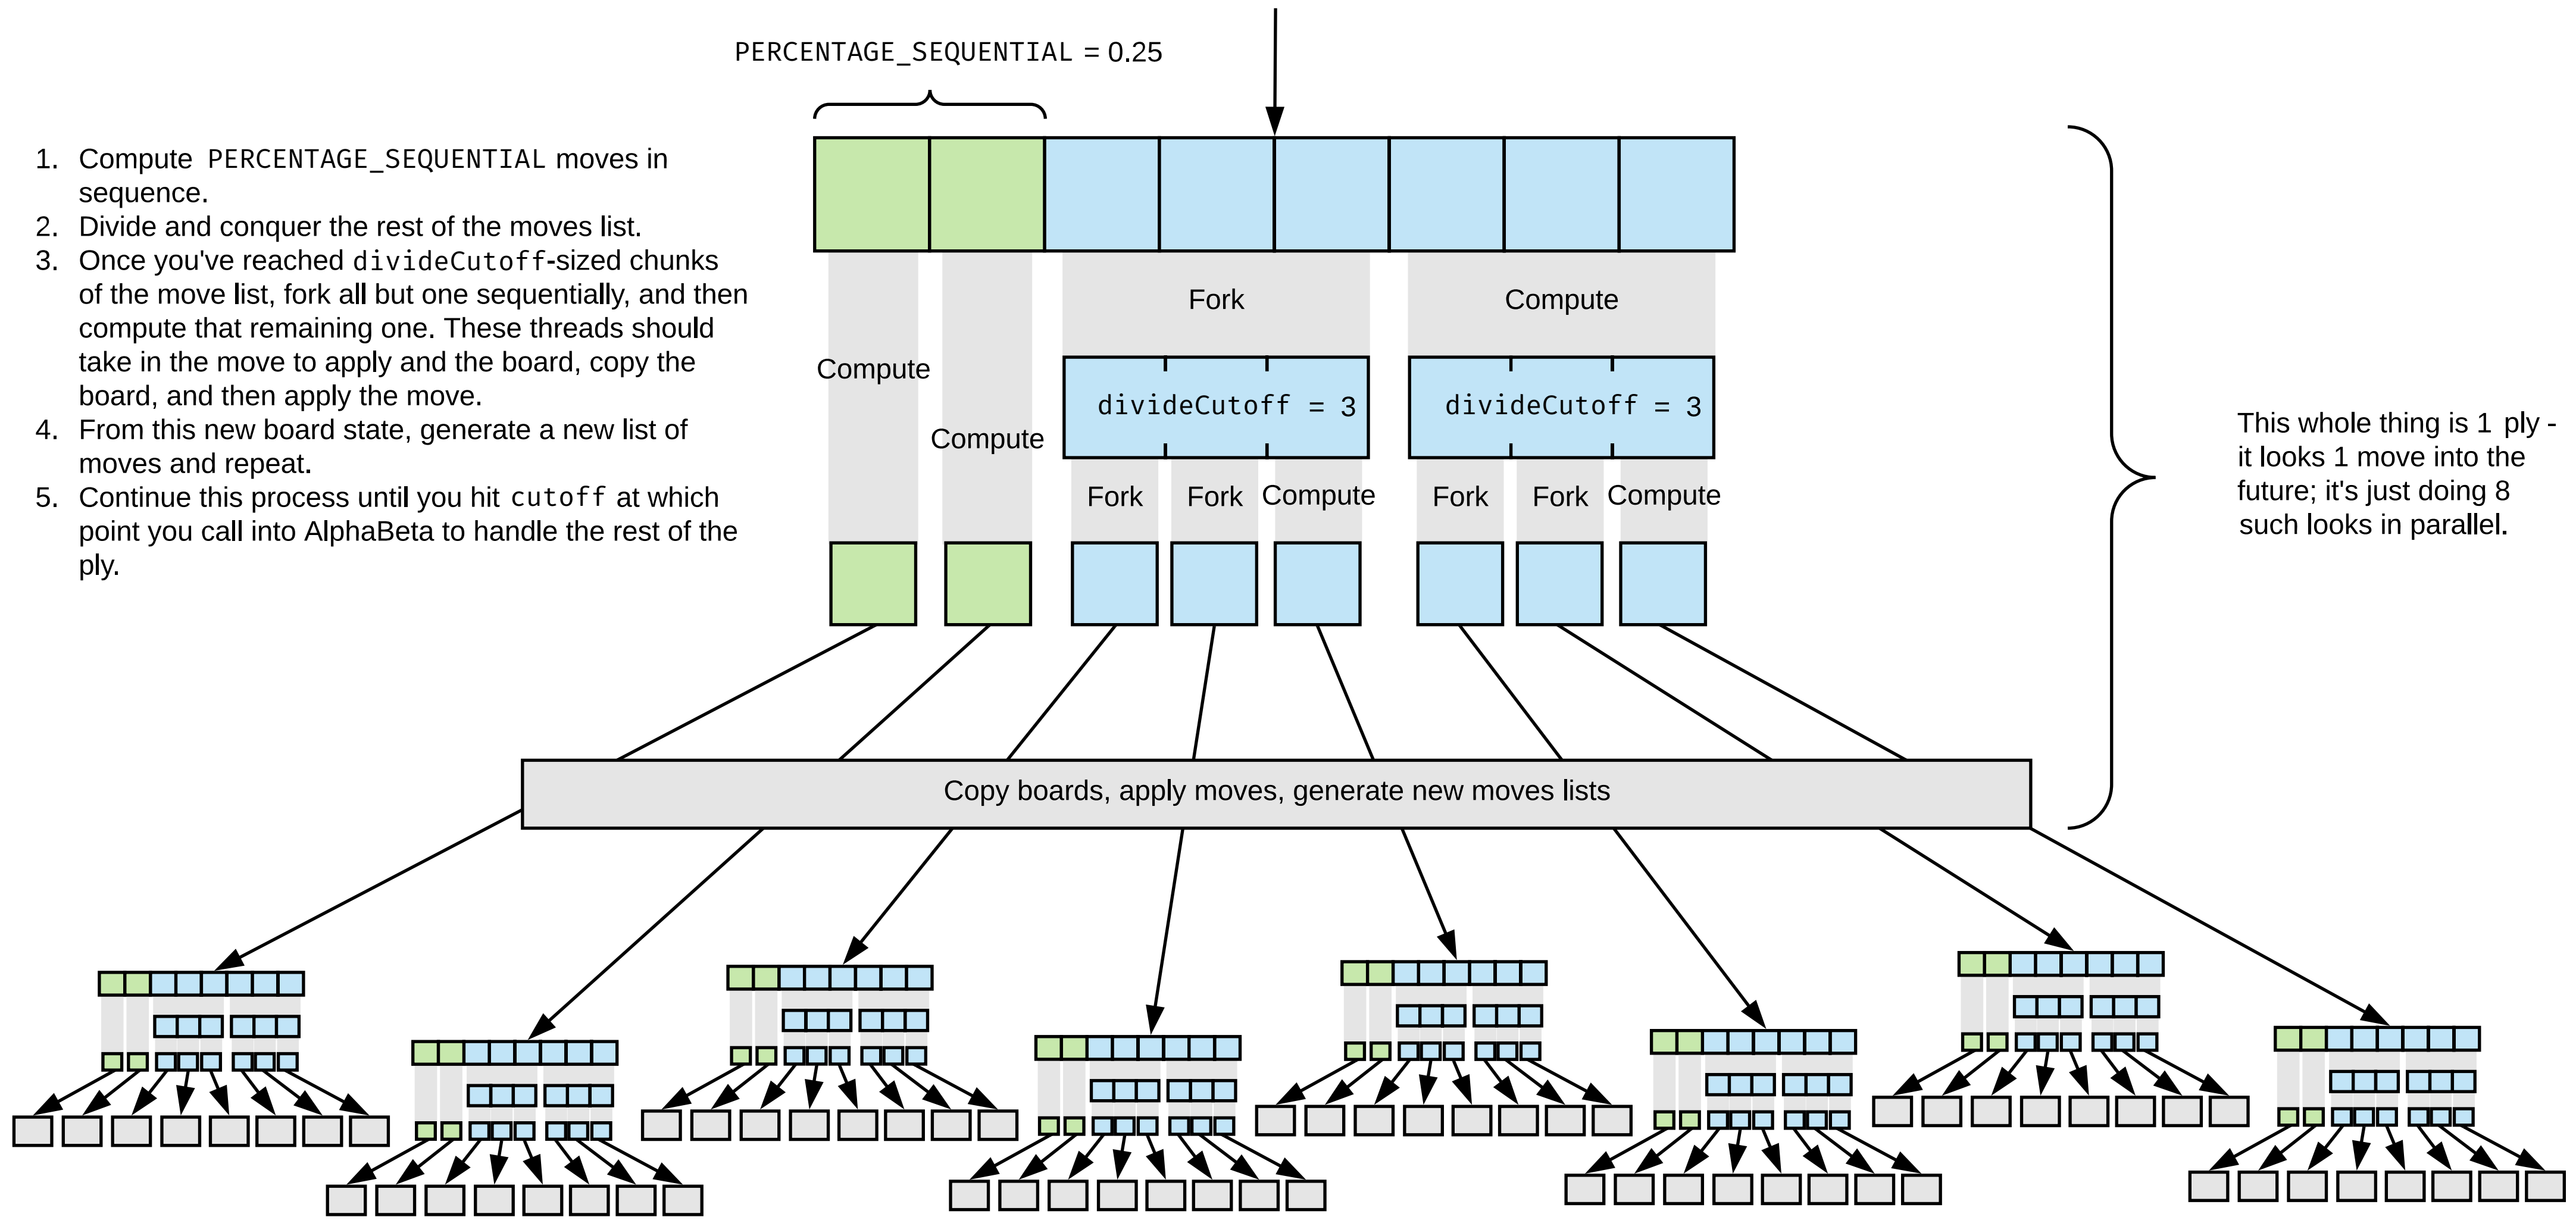 PERCENTAGE_SEQUENTIAL = 0.25
1. Compute PERCENTAGE_SEQUENTIAL moves in
sequence.
2. Divide and conquer the rest of the moves list.
3. Once you've reached divideCutoff-sized chunks
of the move list, fork all but one sequentially, and then
compute that remaining one. These threads should
take in the move to apply and the board, copy the
board, and then apply the move.
4. From this new board state, generate a new list of
moves and repeat.
5. Continue this process until you hit cutoff at which
point you call into AlphaBeta to handle the rest of the
ply.
Fork
Compute
Compute
Compute
divideCutoff = 3
divideCutoff = 3
Fork
Fork
Compute
Fork
Fork
Compute
This whole thing is 1 ply -
it looks 1 move into the
future; it's just doing 8
such looks in parallel.
Copy boards, apply moves, generate new moves lists